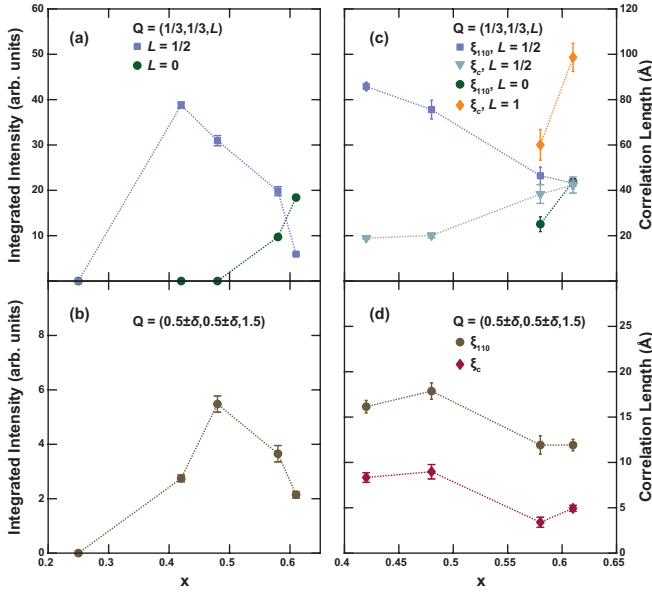 (a)
Q = (1/3,1/3,L)
L = 1/2
L = 0
Integrated Intensity (arb. units)
60
50
40
30
20
10
(c)
Q = (1/3,1/3,L)
ξ110, L = 1/2
ξc, L = 1/2
ξ110, L = 0
ξc, L = 1
120
100
80
60
40
20
Correlation Length (Å)
(b)
Q = (0.5±δ,0.5±δ,1.5)
Integrated Intensity (arb. units)
8
6
4
2
0
0.2 0.3 0.4 0.5 0.6
x
(d)
Q = (0.5±δ,0.5±δ,1.5)
ξ110
ξc
25
20
15
10
5
0
Correlation Length (Å)
0.4 0.45 0.5 0.55 0.6 0.65
x